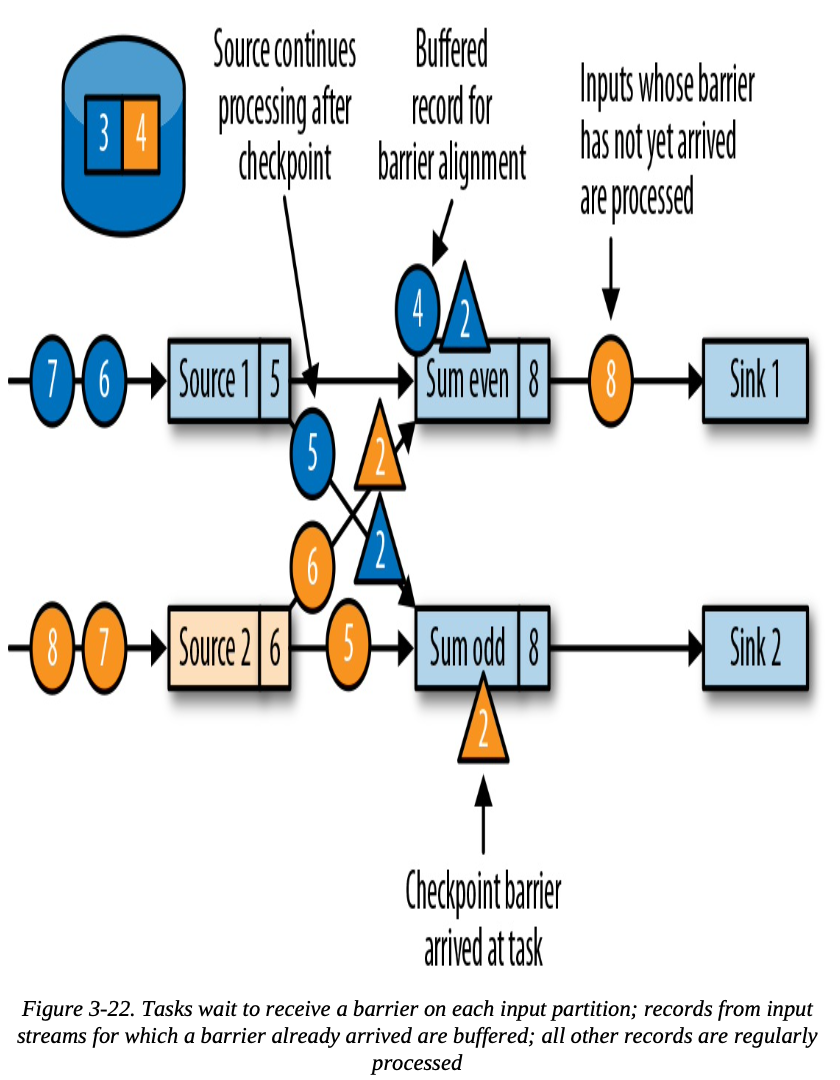 Source continues
processing after
checkpoint
Buffered
record for
barrier alignment
Inputs whose barrier
has not yet arrived
are processed
3 4
4
2
7 6
Source 1 5
Sum even 8
8
Sink 1
5
2
6
2
8 7
Source 2 6
5
Sum odd 8
Sink 2
2
Checkpoint barrier
arrived at task
Figure 3-22. Tasks wait to receive a barrier on each input partition; records from input
streams for which a barrier already arrived are buffered; all other records are regularly
processed